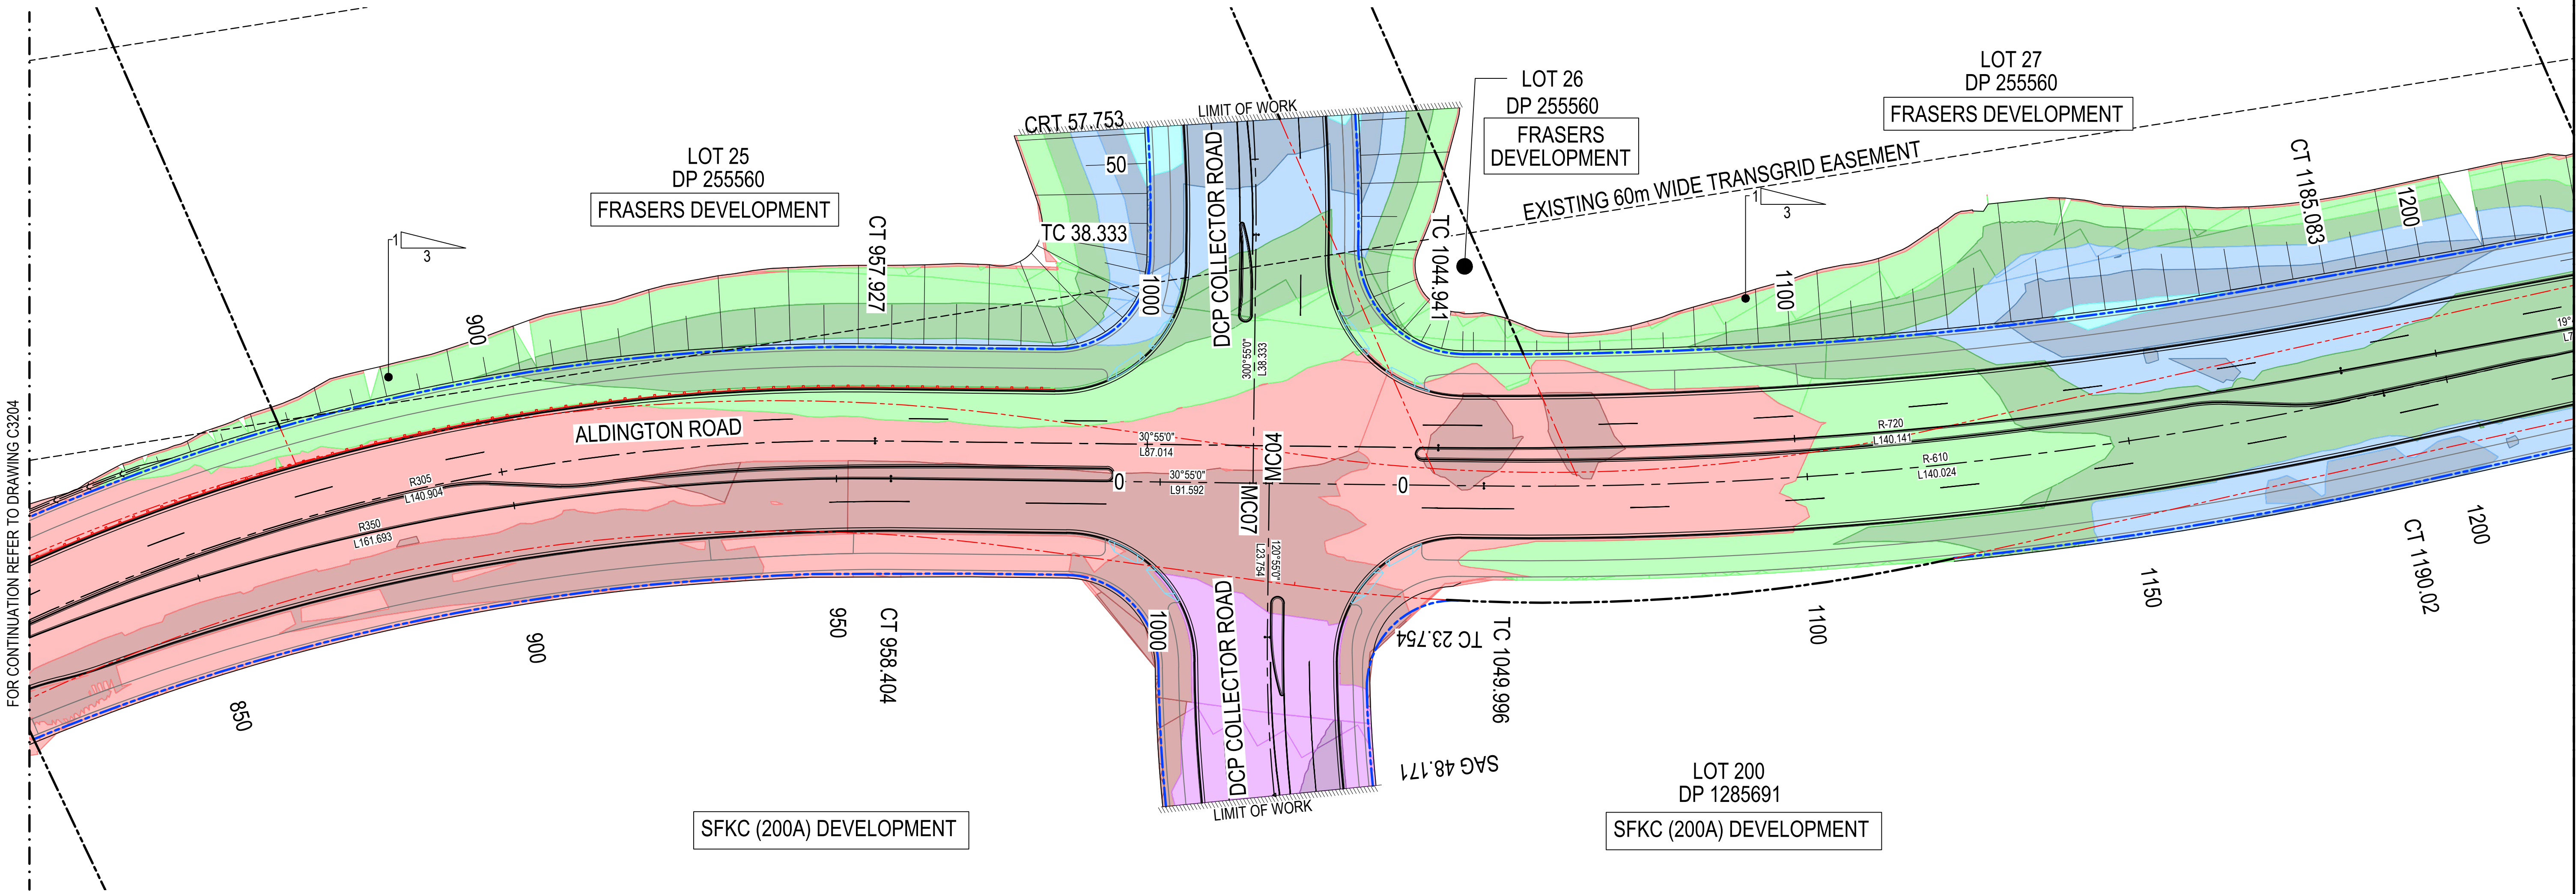 FOR CONTINUATION REFER TO DRAWING C3204
LOT 25
DP 255560
FRASERS DEVELOPMENT
1
3
900
CT 957.927
CRT 57.753
LIMIT OF WORK
50
TC 38.333
1000
DCP COLLECTOR ROAD
300°55'0"
L38.333
LOT 26
DP 255560
FRASERS
DEVELOPMENT
TC 1044.941
EXISTING 60m WIDE TRANSGRID EASEMENT
LOT 27
DP 255560
FRASERS DEVELOPMENT
1
3
1100
CT 1185.083
1200
ALDINGTON ROAD
R305
L140.904
R350
L161.693
30°55'0"
L87.014
30°55'0"
L91.592
0
MC04
MC07
0
120°55'0"
L23.754
R-720
L140.141
R-610
L140.024
19°
L7
850
900
950
CT 958.404
1000
DCP COLLECTOR ROAD
LIMIT OF WORK
TC 23.754
TC 1049.996
SAG 48.171
1100
1150
CT 1190.02
1200
SFKC (200A) DEVELOPMENT
LOT 200
DP 1285691
SFKC (200A) DEVELOPMENT